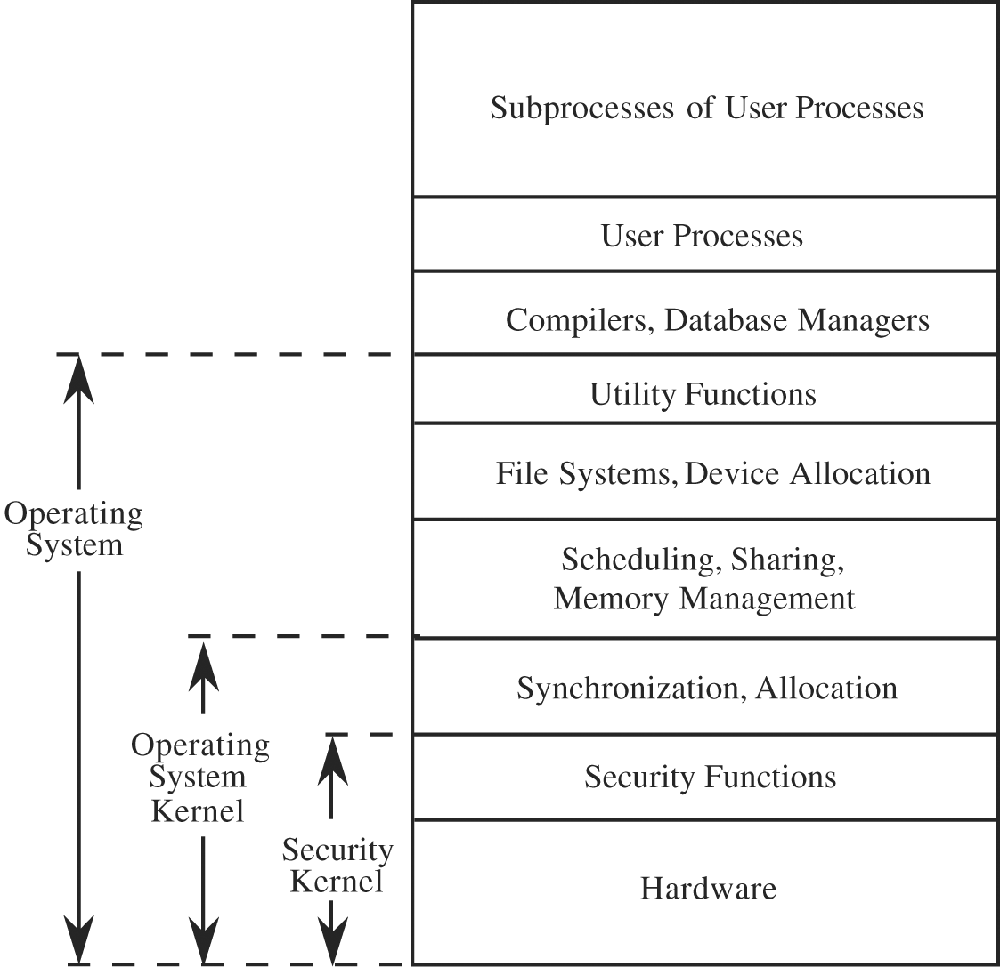 Subprocesses of User Processes
User Processes
Compilers, Database Managers
Utility Functions
File Systems, Device Allocation
Scheduling, Sharing,
Memory Management
Synchronization, Allocation
Security Functions
Hardware
Operating
System
Operating
System
Kernel
Security
Kernel